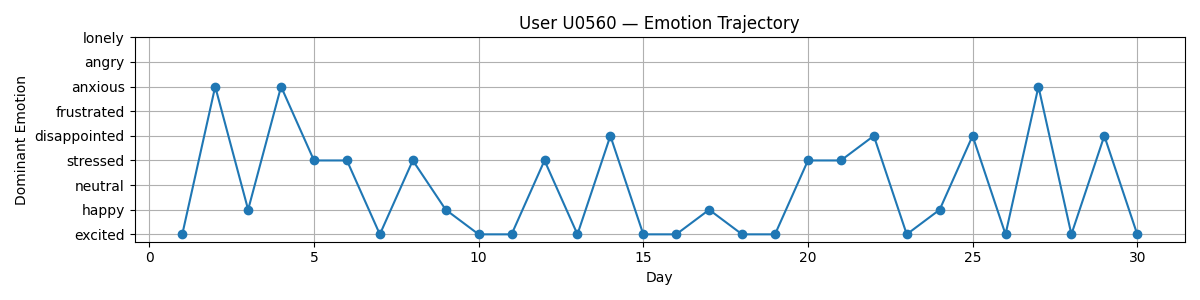 User U0560 — Emotion Trajectory
lonely
angry
anxious
frustrated
disappointed
stressed
neutral
happy
excited
Dominant Emotion
0 5 10 15 20 25 30
Day